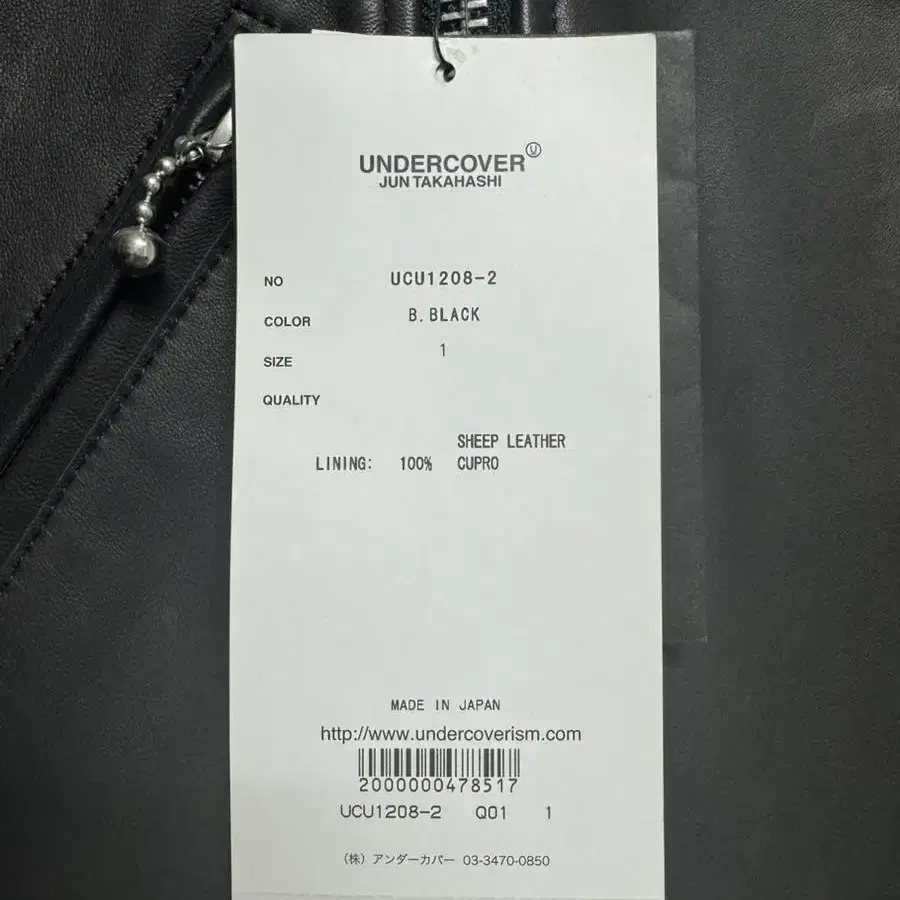 UNDERCOVER Ⓤ
JUN TAKAHASHI
NO UCU1208-2
COLOR B.BLACK
SIZE 1
QUALITY
SHEEP LEATHER
LINING: 100% CUPRO
MADE IN JAPAN
http://www.undercoverism.com
2000000478517
UCU1208-2 Q01 1
（株）アンダーカバー 03-3470-0850